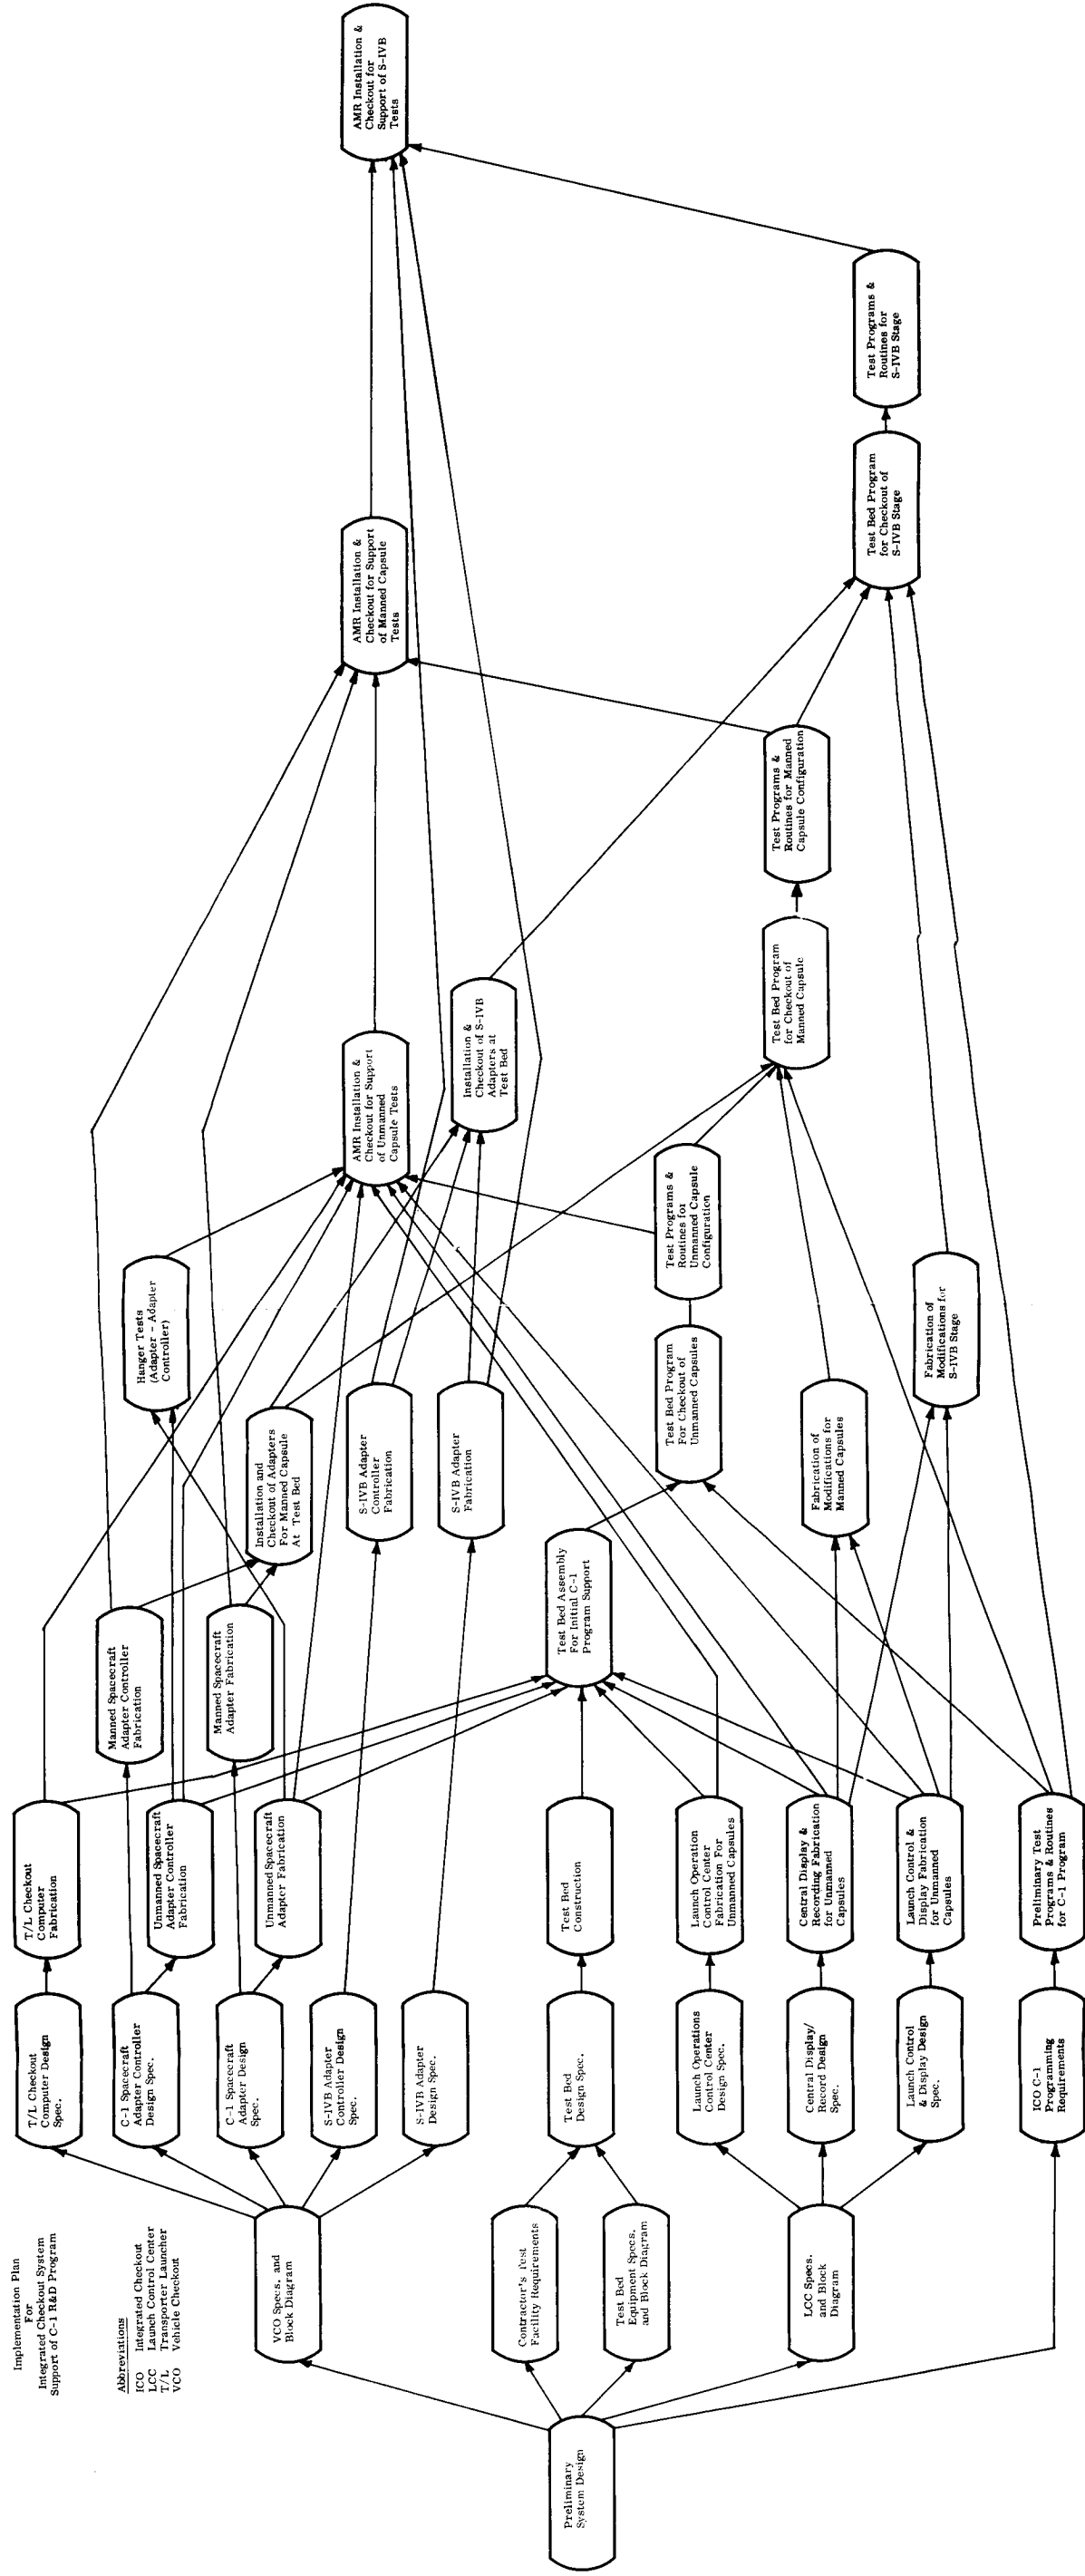 Implementation Plan
For
Integrated Checkout System
Support of C-1 R&D Program
Abbreviations
ICO Integrated Checkout
LCC Launch Control Center
T/L Transporter Launcher
VCO Vehicle Checkout
Preliminary
System Design
VCO Specs. and
Block Diagram
Contractor's Test
Facility Requirements
Test Bed
Equipment Specs.
and Block Diagram
LCC Specs.
and Block
Diagram
T/L Checkout
Computer Design
Spec.
C-1 Spacecraft
Adapter Controller
Design Spec.
C-1 Spacecraft
Adapter Design
Spec.
S-IVB Adapter
Controller Design
Spec.
S-IVB Adapter
Design Spec.
Test Bed
Design Spec.
Launch Operations
Control Center
Design Spec.
Central Display/
Record Design
Spec.
Launch Control
& Display Design
Spec.
ICO C-1
Programming
Requirements
T/L Checkout
Computer
Fabrication
Unmanned Spacecraft
Adapter Controller
Fabrication
Unmanned Spacecraft
Adapter Fabrication
Test Bed
Construction
Launch Operation
Control Center
Fabrication For
Unmanned Capsules
Central Display &
Recording Fabrication
for Unmanned
Capsules
Launch Control &
Display Fabrication
for Unmanned
Capsules
Preliminary Test
Programs & Routines
for C-1 Program
Manned Spacecraft
Adapter Controller
Fabrication
Manned Spacecraft
Adapter Fabrication
Test Bed Assembly
For Initial C-1
Program Support
Hanger Tests
(Adapter - Adapter
Controller)
Installation and
Checkout of Adapters
For Manned Capsule
At Test Bed
S-IVB Adapter
Controller
Fabrication
S-IVB Adapter
Fabrication
Test Bed Program
For Checkout of
Unmanned Capsules
Fabrication of
Modifications for
Manned Capsules
Fabrication of
Modifications for
S-IVB Stage
Test Programs &
Routines for
Unmanned Capsule
Configuration
AMR Installation &
Checkout for Support
of Unmanned
Capsule Tests
Installation &
Checkout of S-IVB
Adapters at
Test Bed
Test Bed Program
for Checkout of
Manned Capsule
Test Programs &
Routines for Manned
Capsule Configuration
AMR Installation &
Checkout for Support
of Manned Capsule
Tests
Test Bed Program
for Checkout of
S-IVB Stage
Test Programs &
Routines for
S-IVB Stage
AMR Installation &
Checkout for
Support of S-IVB
Tests